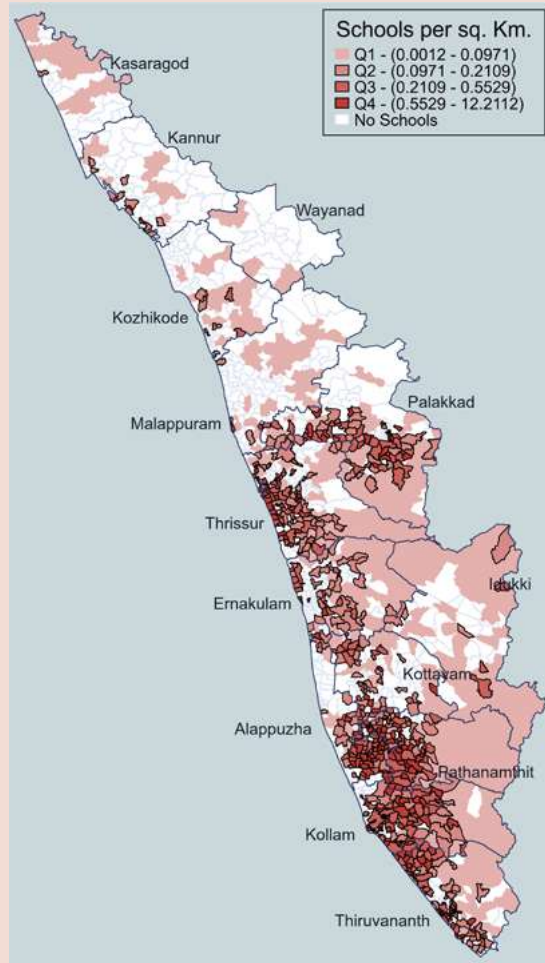 Schools per sq. Km.
Q1 - (0.0012 - 0.0971)
Q2 - (0.0971 - 0.2109)
Q3 - (0.2109 - 0.5529)
Q4 - (0.5529 - 12.2112)
No Schools
Kasaragod
Kannur
Wayanad
Kozhikode
Palakkad
Malappuram
Thrissur
Idukki
Ernakulam
Kottayam
Alappuzha
Pathanamthit
Kollam
Thiruvananth